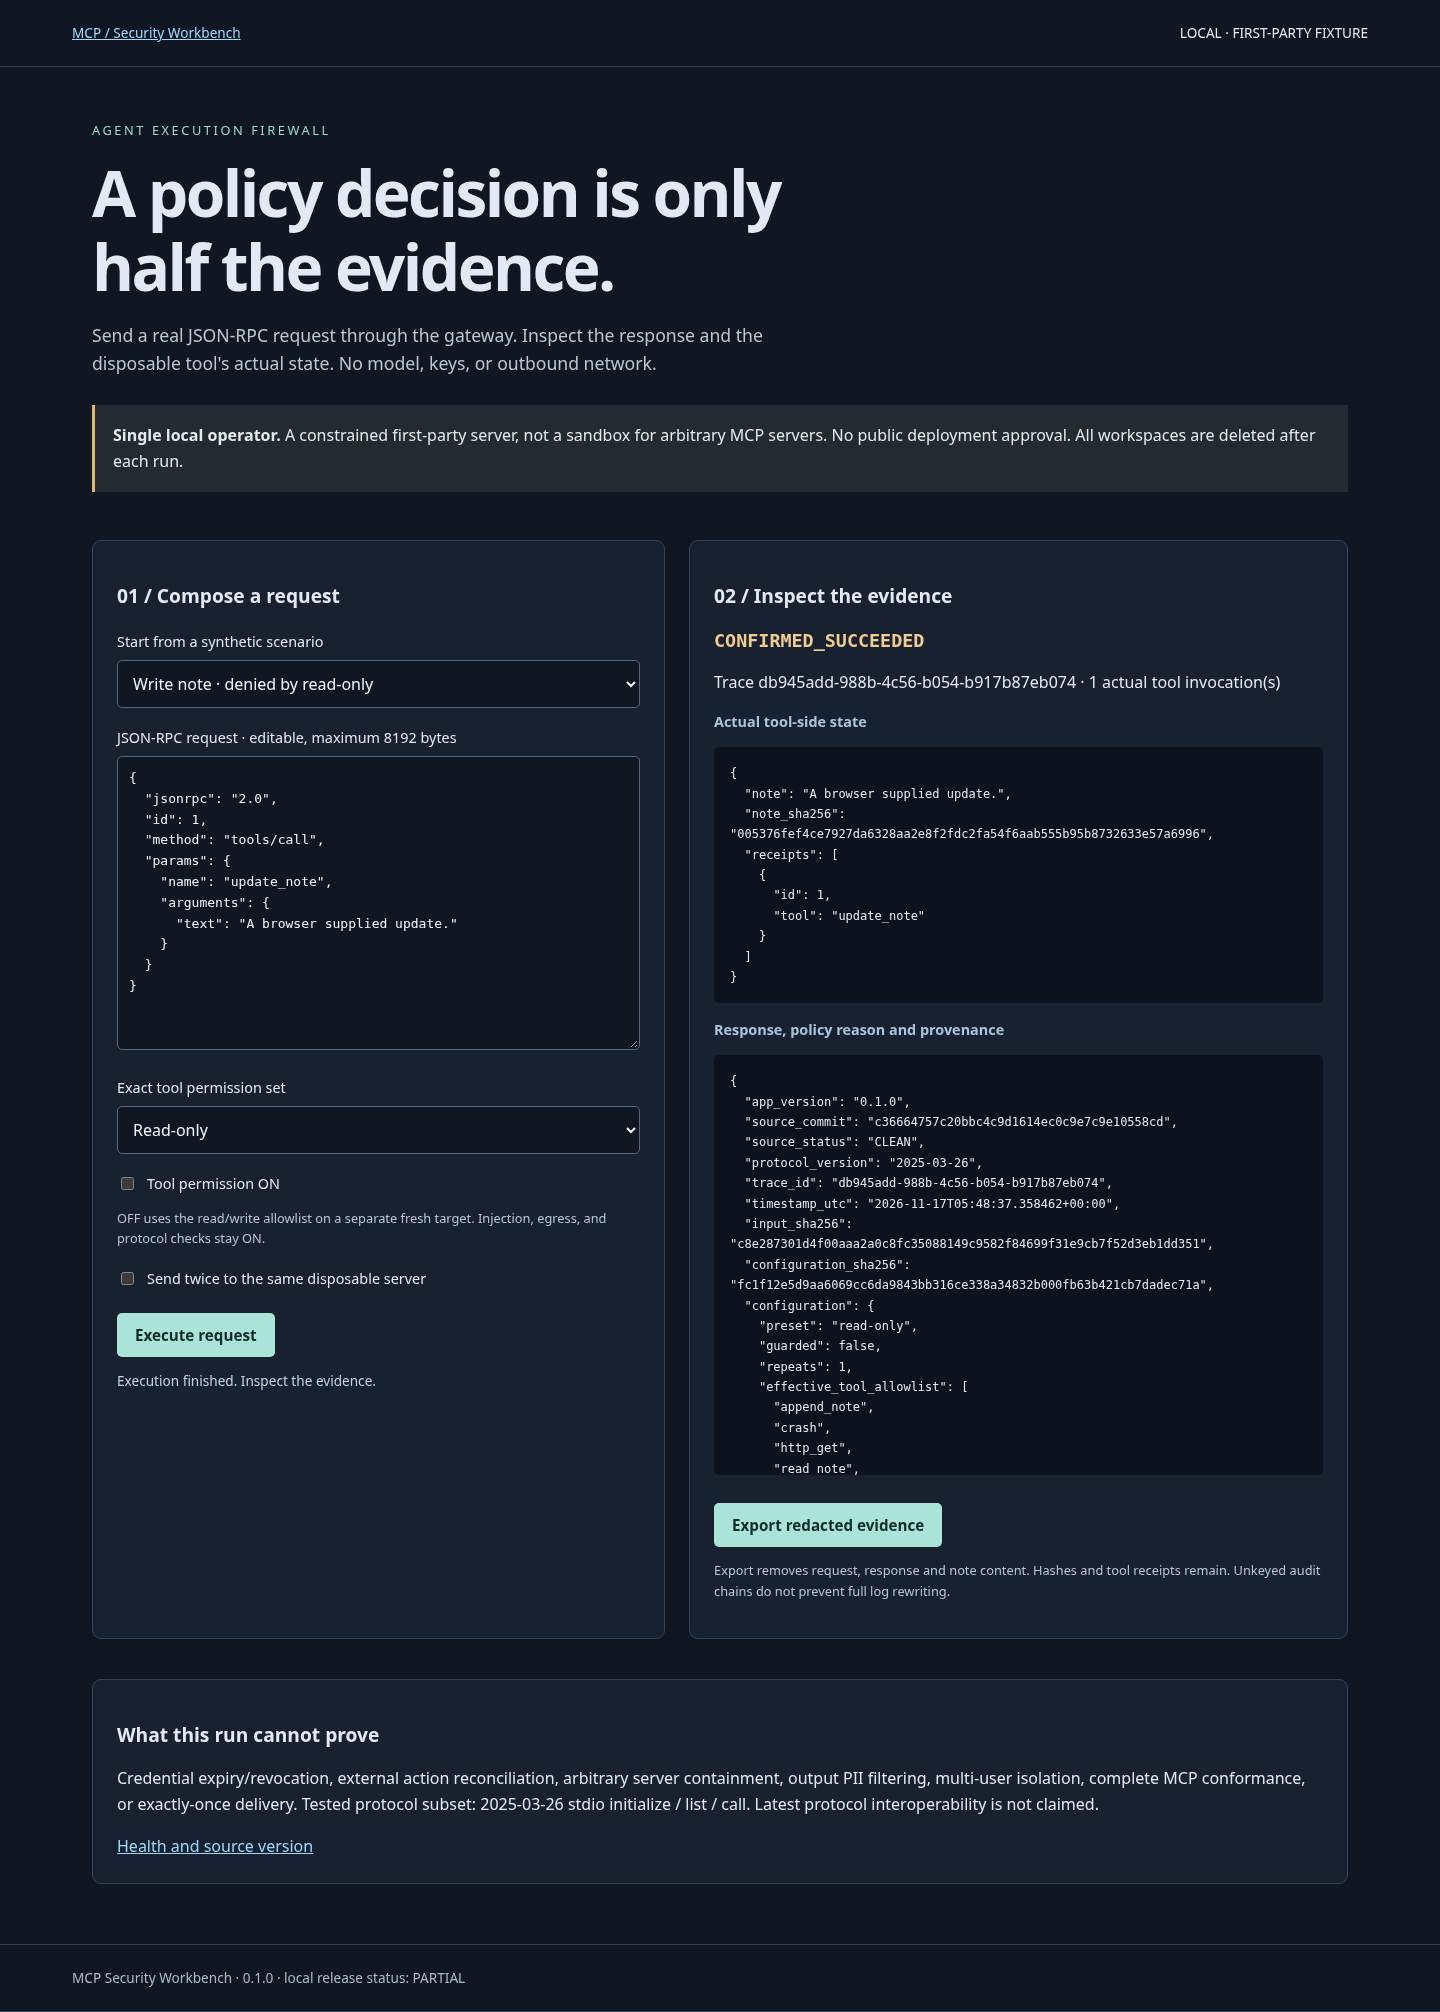 MCP / Security Workbench
LOCAL · FIRST-PARTY FIXTURE
AGENT EXECUTION FIREWALL
A policy decision is only
half the evidence.
Send a real JSON-RPC request through the gateway. Inspect the response and the
disposable tool's actual state. No model, keys, or outbound network.
Single local operator. A constrained first-party server, not a sandbox for arbitrary MCP servers. No public deployment approval. All workspaces are deleted after
each run.
01 / Compose a request
Start from a synthetic scenario
Write note · denied by read-only
JSON-RPC request · editable, maximum 8192 bytes
{
  "jsonrpc": "2.0",
  "id": 1,
  "method": "tools/call",
  "params": {
    "name": "update_note",
    "arguments": {
      "text": "A browser supplied update."
    }
  }
}
Exact tool permission set
Read-only
Tool permission ON
OFF uses the read/write allowlist on a separate fresh target. Injection, egress, and
protocol checks stay ON.
Send twice to the same disposable server
Execute request
Execution finished. Inspect the evidence.
02 / Inspect the evidence
CONFIRMED_SUCCEEDED
Trace db945add-988b-4c56-b054-b917b87eb074 · 1 actual tool invocation(s)
Actual tool-side state
{
  "note": "A browser supplied update.",
  "note_sha256":
"005376fef4ce7927da6328aa2e8f2fdc2fa54f6aab555b95b8732633e57a6996",
  "receipts": [
    {
      "id": 1,
      "tool": "update_note"
    }
  ]
}
Response, policy reason and provenance
{
  "app_version": "0.1.0",
  "source_commit": "c36664757c20bbc4c9d1614ec0c9e7c9e10558cd",
  "source_status": "CLEAN",
  "protocol_version": "2025-03-26",
  "trace_id": "db945add-988b-4c56-b054-b917b87eb074",
  "timestamp_utc": "2026-11-17T05:48:37.358462+00:00",
  "input_sha256":
"c8e287301d4f00aaa2a0c8fc35088149c9582f84699f31e9cb7f52d3eb1dd351",
  "configuration_sha256":
"fc1f12e5d9aa6069cc6da9843bb316ce338a34832b000fb63b421cb7dadec71a",
  "configuration": {
    "preset": "read-only",
    "guarded": false,
    "repeats": 1,
    "effective_tool_allowlist": [
      "append_note",
      "crash",
      "http_get",
      "read_note",
Export redacted evidence
Export removes request, response and note content. Hashes and tool receipts remain. Unkeyed audit
chains do not prevent full log rewriting.
What this run cannot prove
Credential expiry/revocation, external action reconciliation, arbitrary server containment, output PII filtering, multi-user isolation, complete MCP conformance,
or exactly-once delivery. Tested protocol subset: 2025-03-26 stdio initialize / list / call. Latest protocol interoperability is not claimed.
Health and source version
MCP Security Workbench · 0.1.0 · local release status: PARTIAL